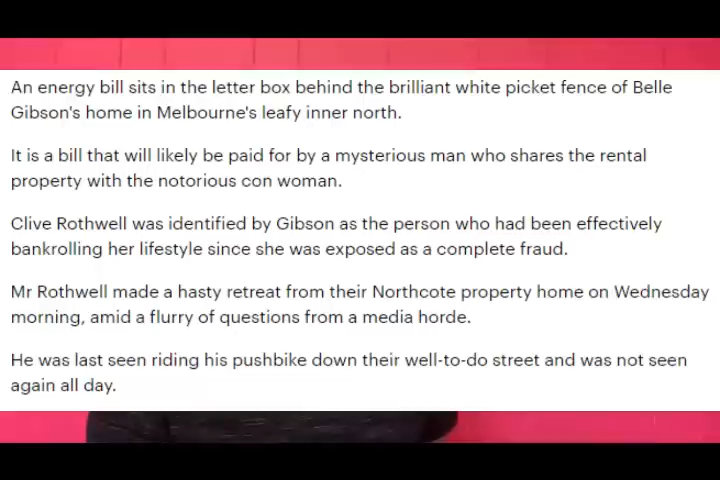 An energy bill sits in the letter box behind the brilliant white picket fence of Belle
Gibson's home in Melbourne's leafy inner north.
It is a bill that will likely be paid for by a mysterious man who shares the rental
property with the notorious con woman.
Clive Rothwell was identified by Gibson as the person who had been effectively
bankrolling her lifestyle since she was exposed as a complete fraud.
Mr Rothwell made a hasty retreat from their Northcote property home on Wednesday
morning, amid a flurry of questions from a media horde.
He was last seen riding his pushbike down their well-to-do street and was not seen
again all day.